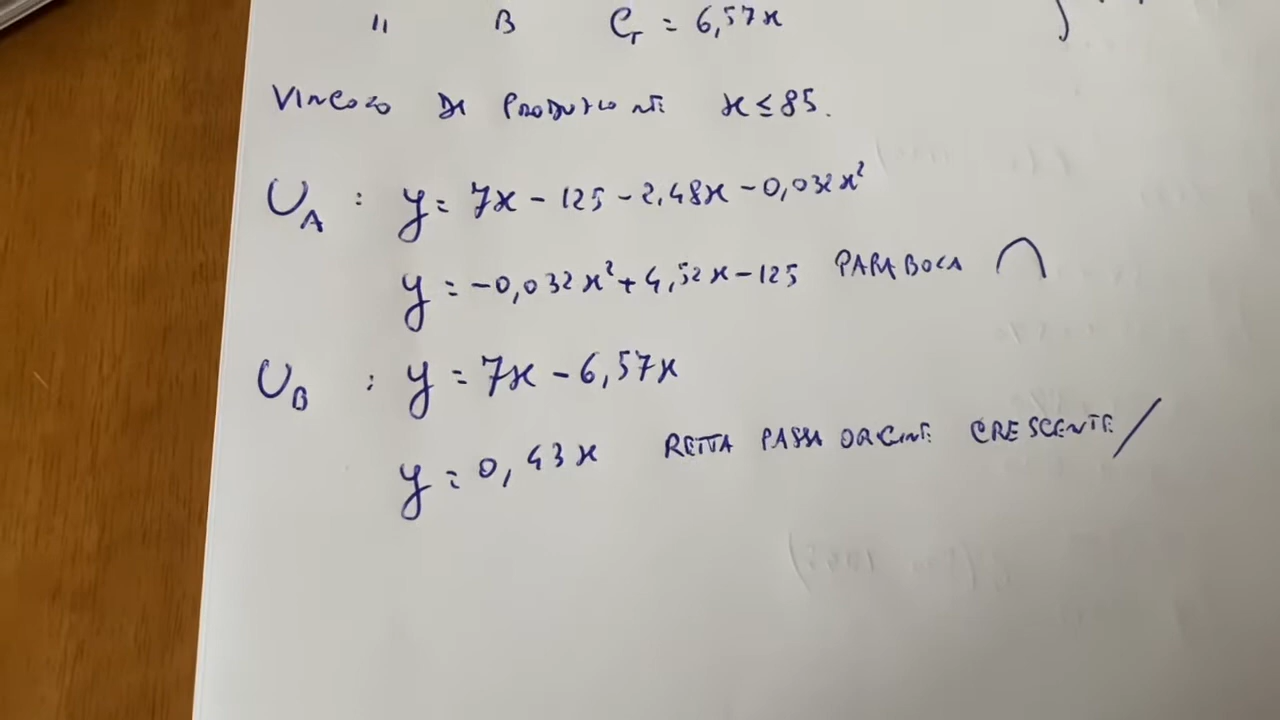 " B C_T = 6,57x
VINCOLO DI PRODUZIONE x ≤ 85.
U_A : y = 7x - 125 - 2,48x - 0,032x²
y = -0,032x² + 4,52x - 125 PARABOLA ∩
U_B : y = 7x - 6,57x
y = 0,43x RETTA PASSA ORIGINE CRESCENTE /